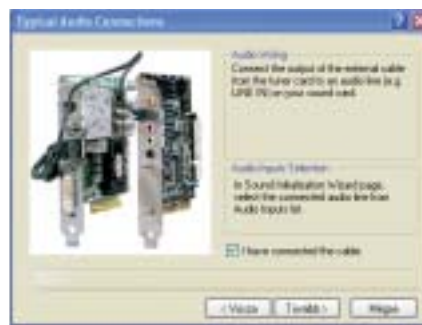 Typical Audio Connections
Audio Wiring
Connect the output of the external cable
from the tuner card to an audio line (e.g.
LINE IN) on your sound card.
Audio Inputs Selection
In Sound Initialization Wizard page,
select the connected audio line from
Audio Inputs list.
I have connected the cable
< Vissza
Tovább >
Mégse